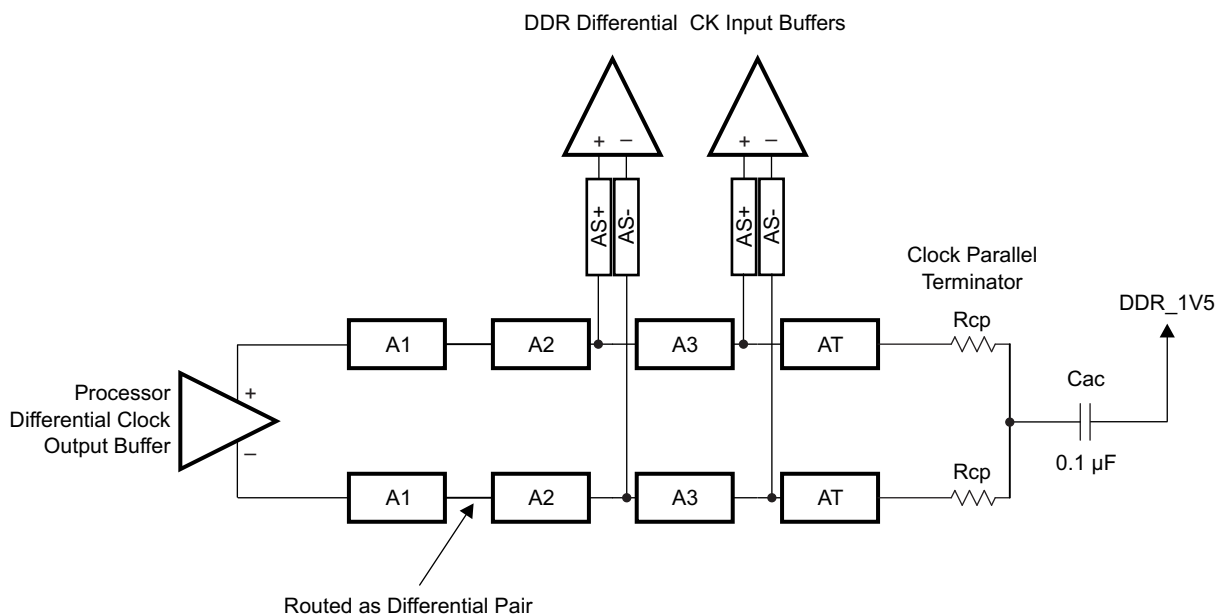 DDR Differential CK Input Buffers
+ –
+ –
AS+
AS-
AS+
AS-
Clock Parallel
Terminator
DDR_1V5
Rcp
A1
A2
A3
AT
Cac
Processor
Differential Clock
Output Buffer
+
–
0.1 µF
Rcp
A1
A2
A3
AT
Routed as Differential Pair